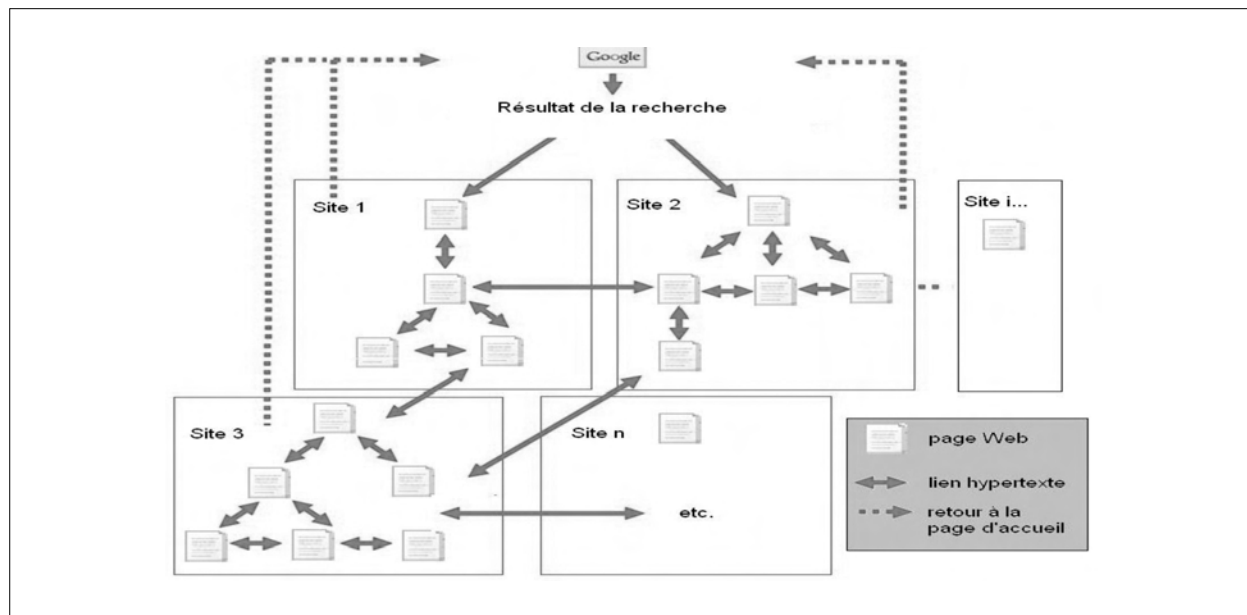 Google
Résultat de la recherche
Site 1
Site 2
Site i...
Site 3
Site n
etc.
page Web
lien hypertexte
retour à la
page d'accueil